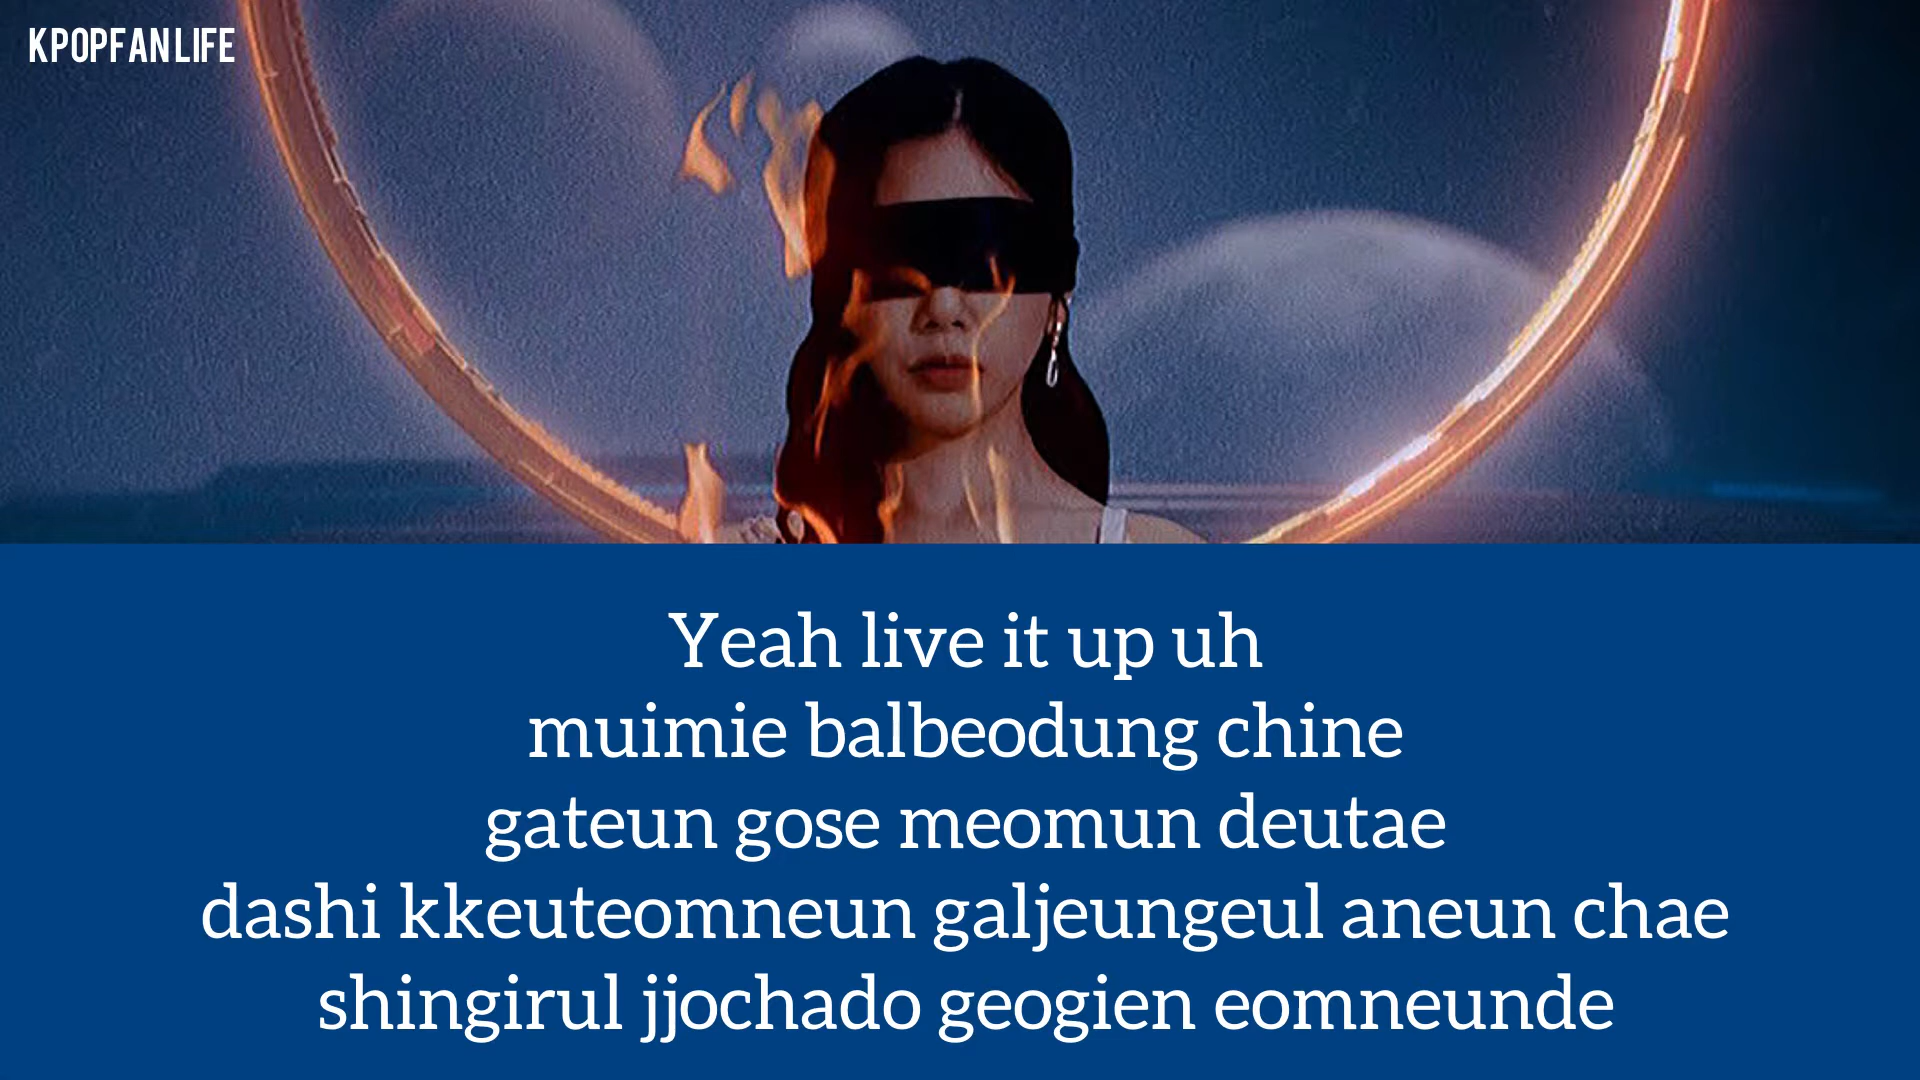 KPOPFANLIFE
Yeah live it up uh
muimie balbeodung chine
gateun gose meomun deutae
dashi kkeuteomneun galjeungeul aneun chae
shingirul jjochado geogien eomneunde